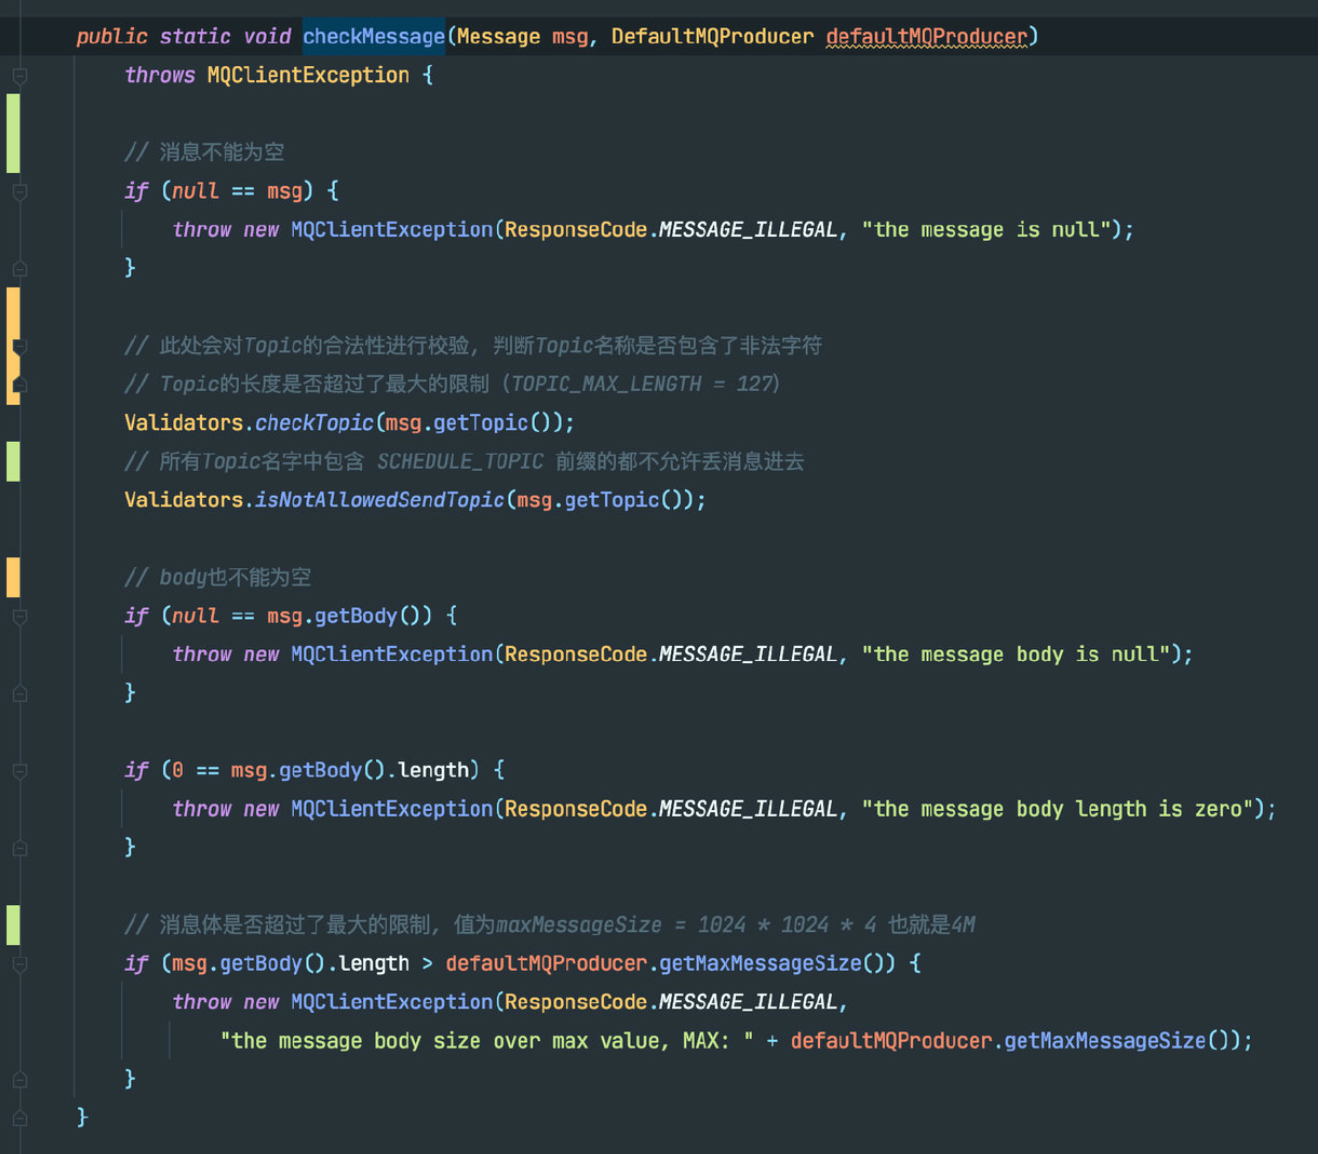 public static void checkMessage(Message msg, DefaultMQProducer defaultMQProducer)
throws MQClientException {
// 消息不能为空
if (null == msg) {
throw new MQClientException(ResponseCode.MESSAGE_ILLEGAL, "the message is null");
}
// 此处会对Topic的合法性进行校验, 判断Topic名称是否包含了非法字符
// Topic的长度是否超过了最大的限制 (TOPIC_MAX_LENGTH = 127)
Validators.checkTopic(msg.getTopic());
// 所有Topic名字中包含 SCHEDULE_TOPIC 前缀的都不允许丢消息进去
Validators.isNotAllowedSendTopic(msg.getTopic());
// body也不能为空
if (null == msg.getBody()) {
throw new MQClientException(ResponseCode.MESSAGE_ILLEGAL, "the message body is null");
}
if (0 == msg.getBody().length) {
throw new MQClientException(ResponseCode.MESSAGE_ILLEGAL, "the message body length is zero");
}
// 消息体是否超过了最大的限制, 值为maxMessageSize = 1024 * 1024 * 4 也就是4M
if (msg.getBody().length > defaultMQProducer.getMaxMessageSize()) {
throw new MQClientException(ResponseCode.MESSAGE_ILLEGAL,
"the message body size over max value, MAX: " + defaultMQProducer.getMaxMessageSize());
}
}